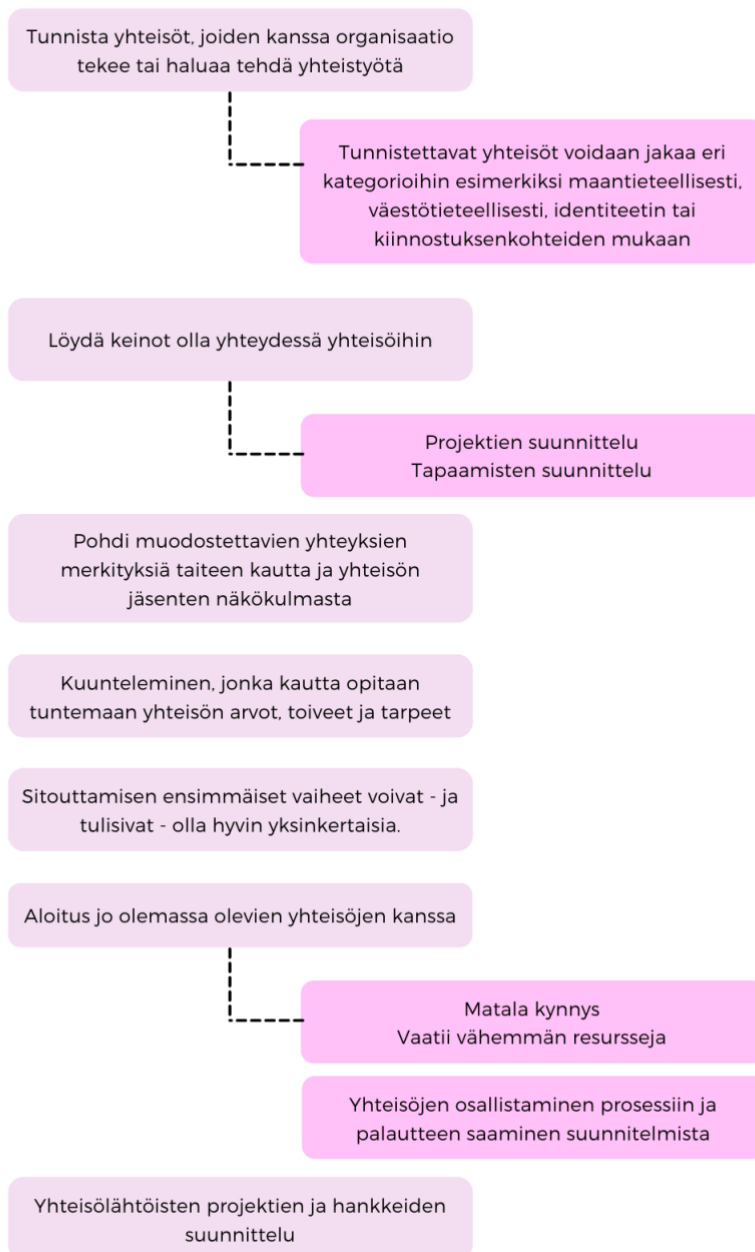 Tunnista yhteisöt, joiden kanssa organisaatio
tekee tai haluaa tehdä yhteistyötä
Tunnistettavat yhteisöt voidaan jakaa eri
kategorioihin esimerkiksi maantieteellisesti,
väestötieteellisesti, identiteetin tai
kiinnostuksenkohteiden mukaan
Löydä keinot olla yhteydessä yhteisöihin
Projektien suunnittelu
Tapaamisten suunnittelu
Pohdi muodostettavien yhteyksien
merkityksiä taiteen kautta ja yhteisön
jäsenten näkökulmasta
Kuunteleminen, jonka kautta opitaan
tuntemaan yhteisön arvot, toiveet ja tarpeet
Sitouttamisen ensimmäiset vaiheet voivat - ja
tulisivat - olla hyvin yksinkertaisia.
Aloitus jo olemassa olevien yhteisöjen kanssa
Matala kynnys
Vaatii vähemmän resursseja
Yhteisöjen osallistaminen prosessiin ja
palautteen saaminen suunnitelmista
Yhteisölähtöisten projektien ja hankkeiden
suunnittelu